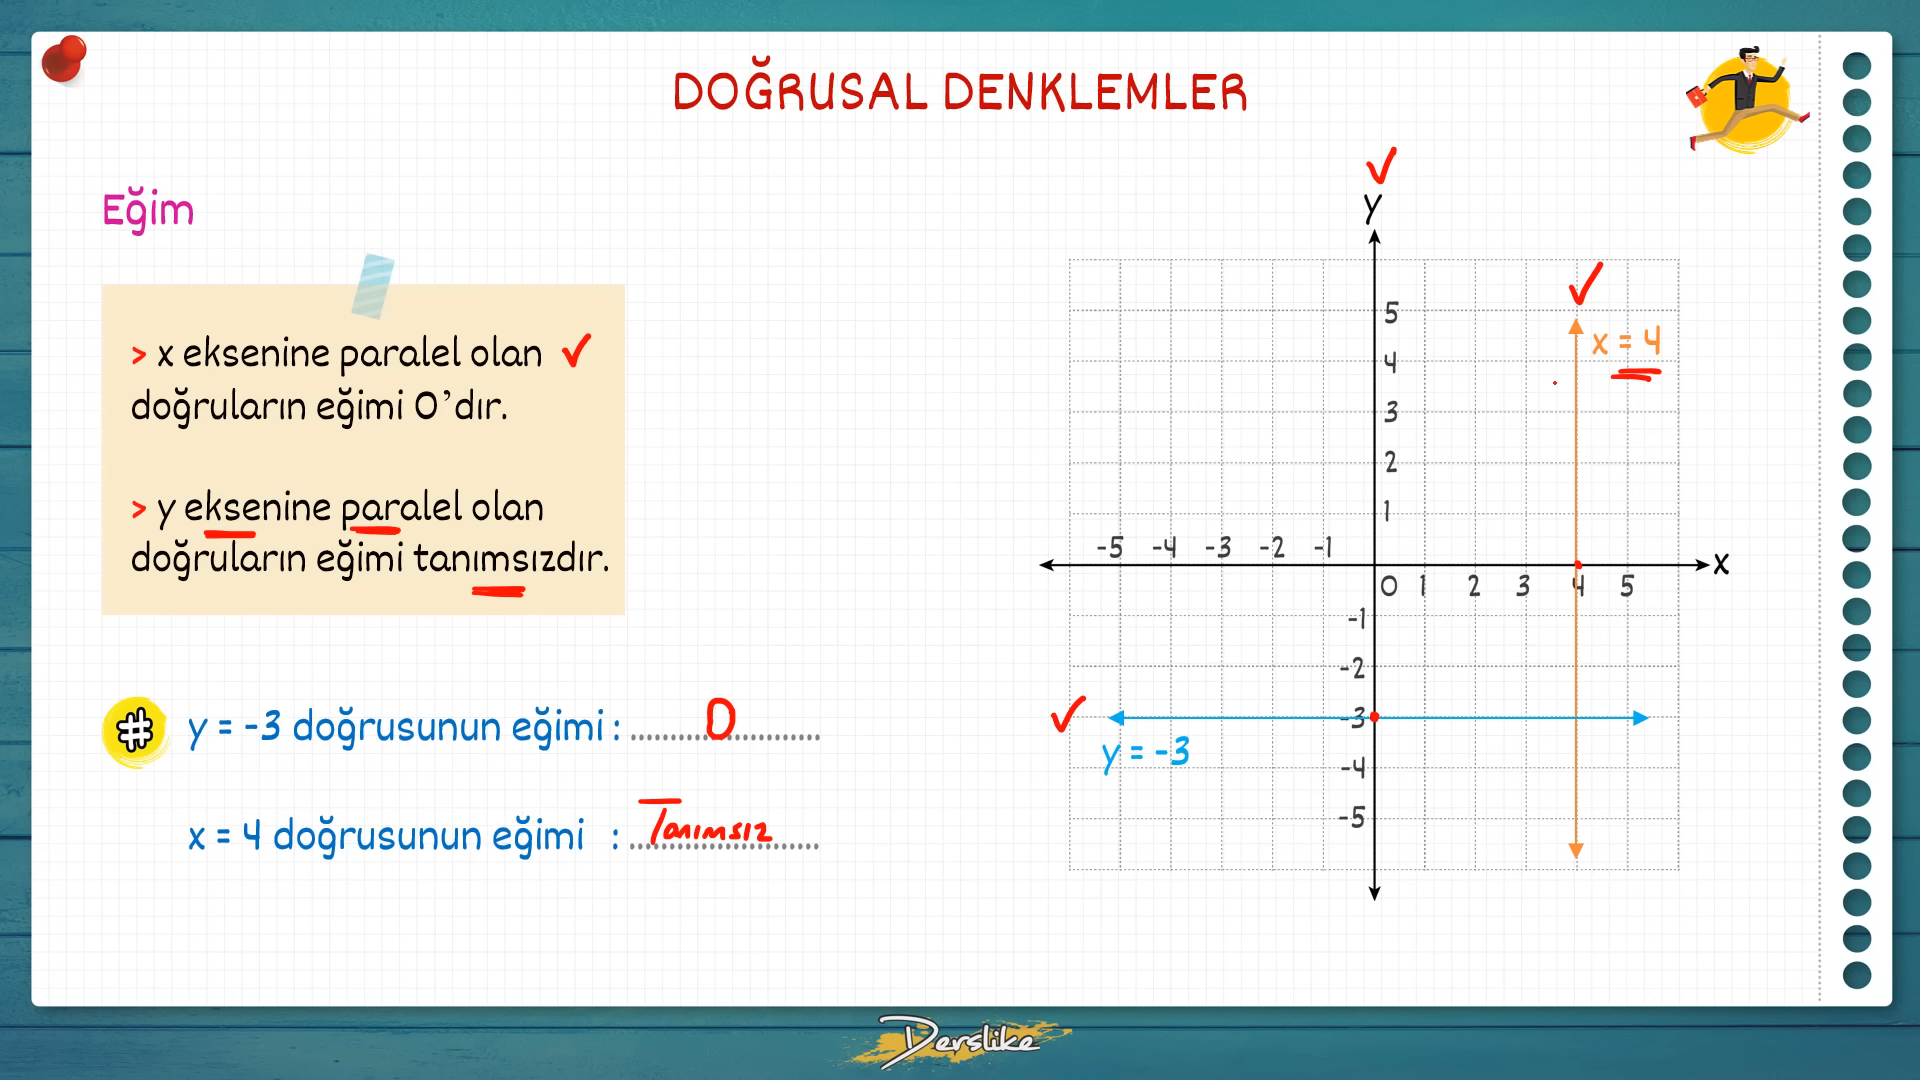 DOĞRUSAL DENKLEMLER
Eğim
> x eksenine paralel olan
doğruların eğimi 0’dır.
> y eksenine paralel olan
doğruların eğimi tanımsızdır.
# y = -3 doğrusunun eğimi : 0
x = 4 doğrusunun eğimi : Tanımsız
y
5
x = 4
4
3
2
1
-5 -4 -3 -2 -1
x
0 1 2 3 4 5
-1
-2
-3
y = -3
-4
-5
Derslike